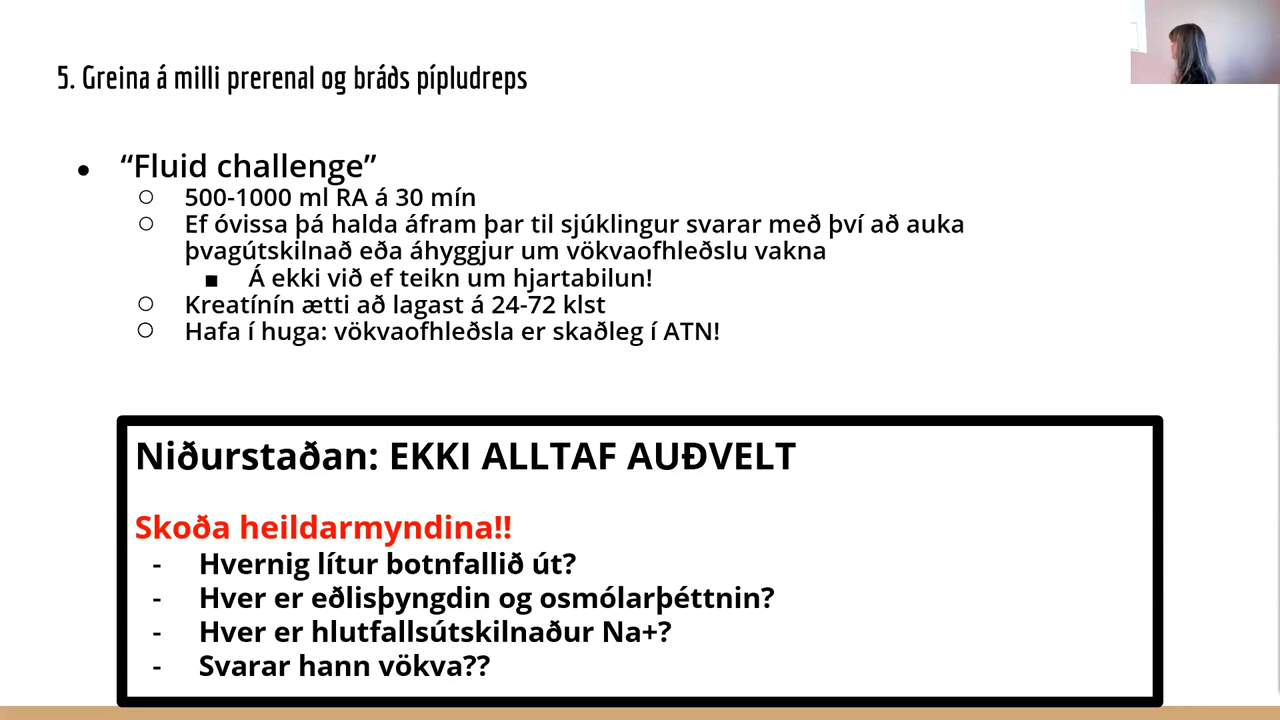 5. Greina á milli prerenal og bráðs pípludreps
● “Fluid challenge”
○ 500-1000 ml RA á 30 mín
○ Ef óvissa þá halda áfram þar til sjúklingur svarar með því að auka
þvagútskilnað eða áhyggjur um vökvaofhleðslu vakna
■ Á ekki við ef teikn um hjartabilun!
○ Kreatínín ætti að lagast á 24-72 klst
○ Hafa í huga: vökvaofhleðsla er skaðleg í ATN!
Niðurstaðan: EKKI ALLTAF AUÐVELT
Skoða heildarmyndina!!
- Hvernig lítur botnfallið út?
- Hver er eðlisþyngdin og osmólarþéttnin?
- Hver er hlutfallsútskilnaður Na+?
- Svarar hann vökva??